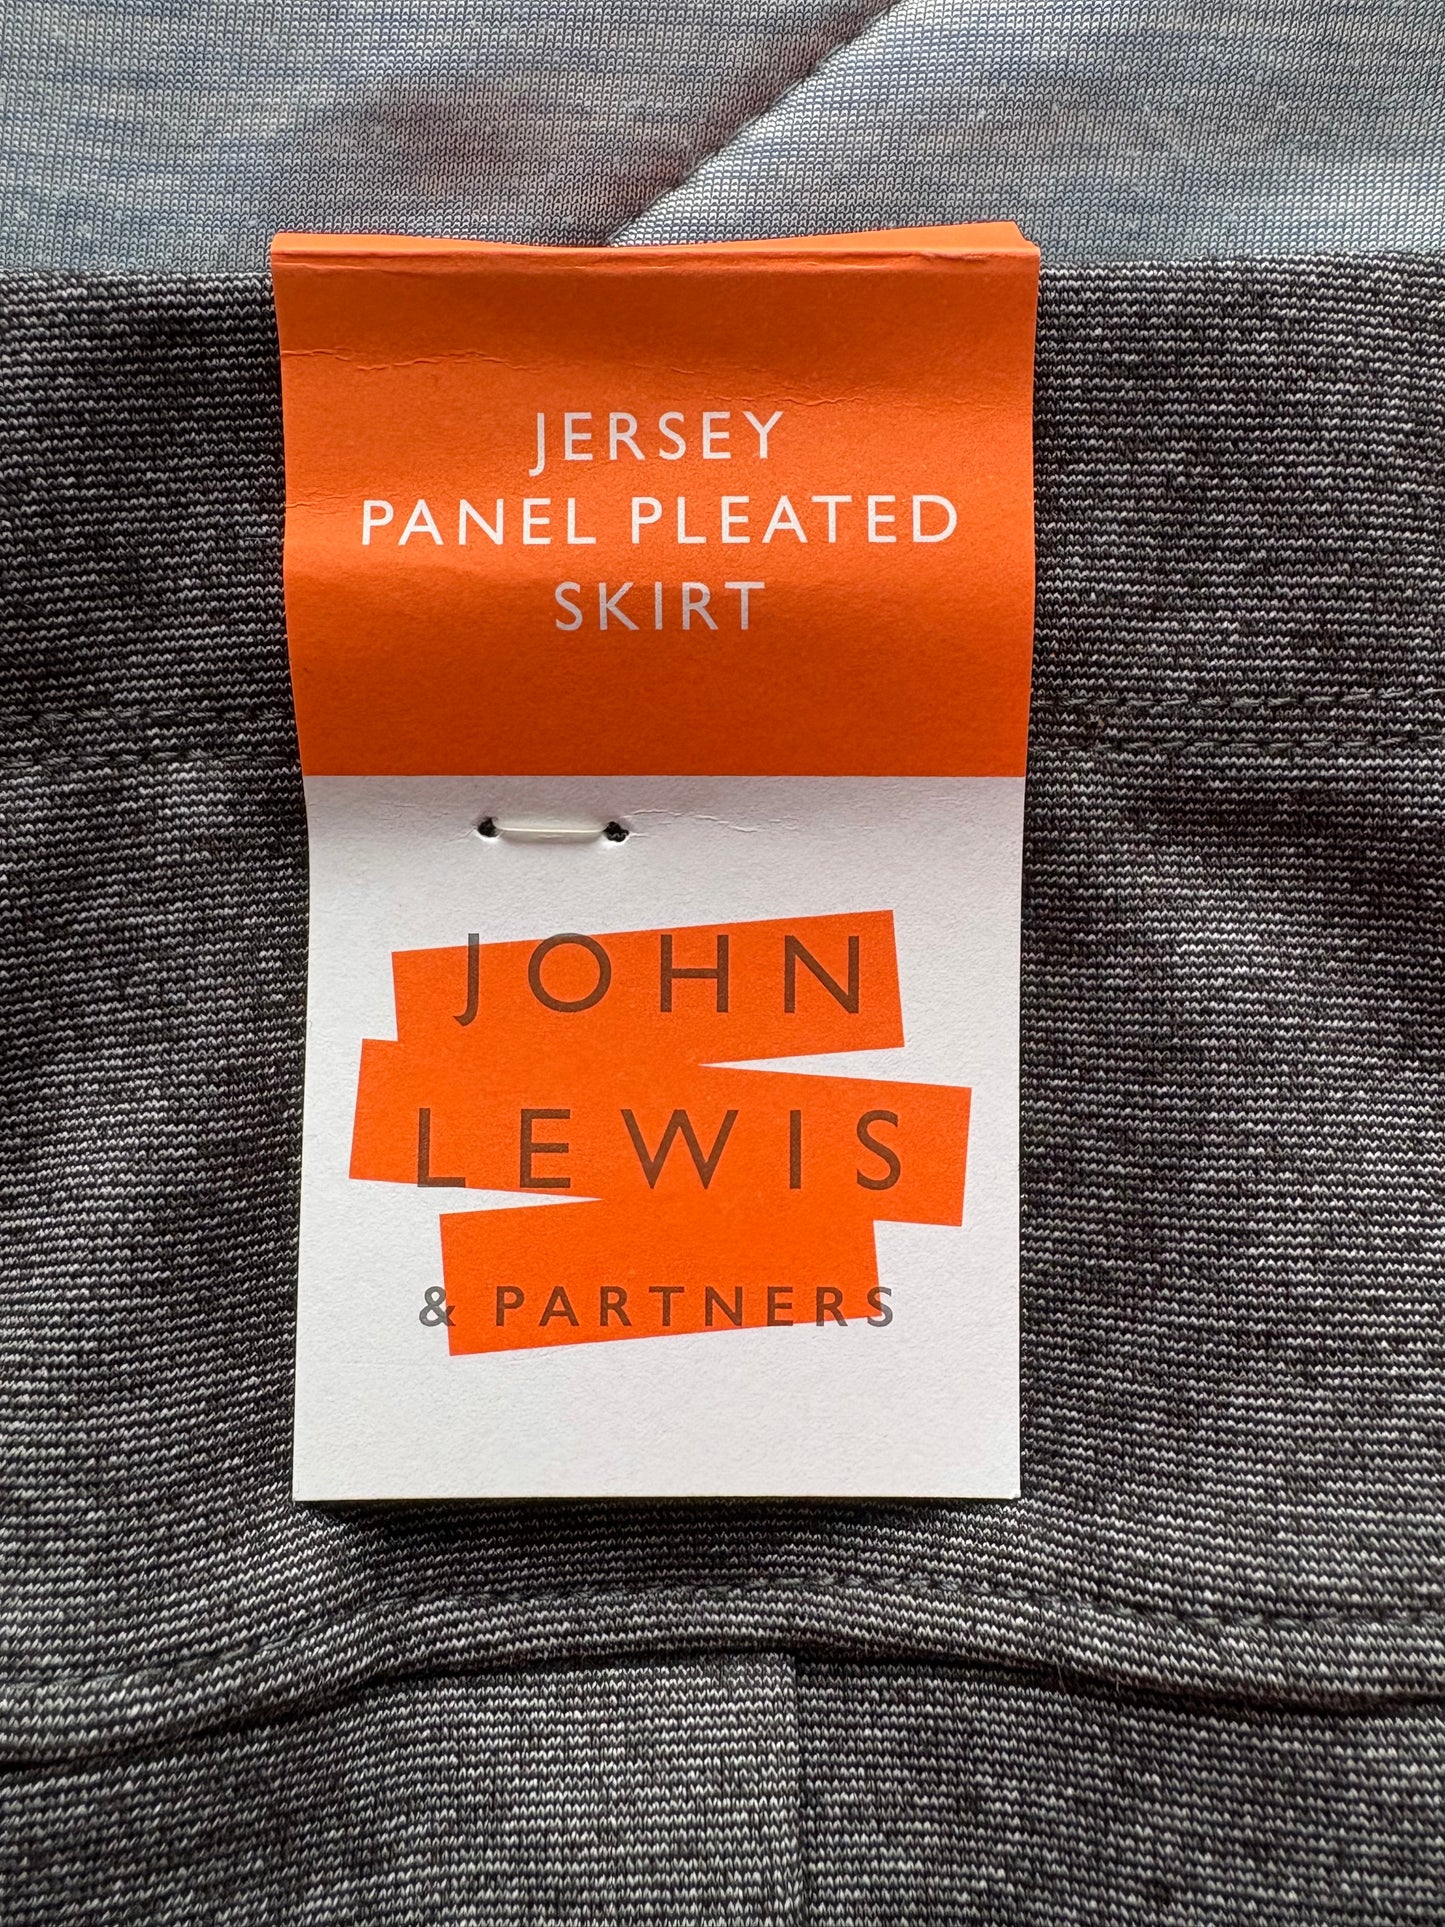 JERSEY
PANEL PLEATED
SKIRT
JOHN
LEWIS
& PARTNERS